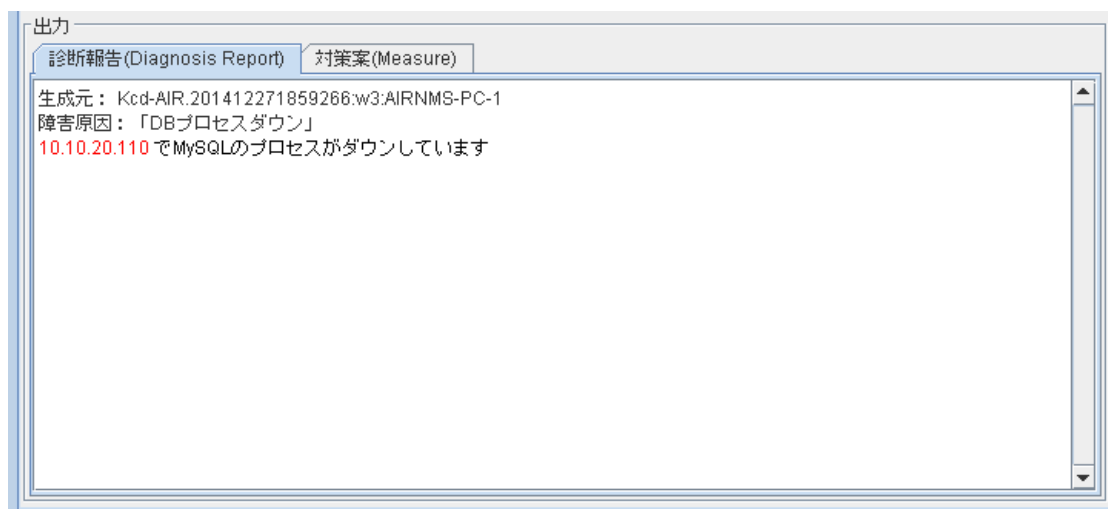 出力
診断報告(Diagnosis Report)
対策案(Measure)
生成元： Kcd-AIR.201412271859266:w3:AIRNMS-PC-1
障害原因：「DBプロセスダウン」
10.10.20.110 でMySQLのプロセスがダウンしています